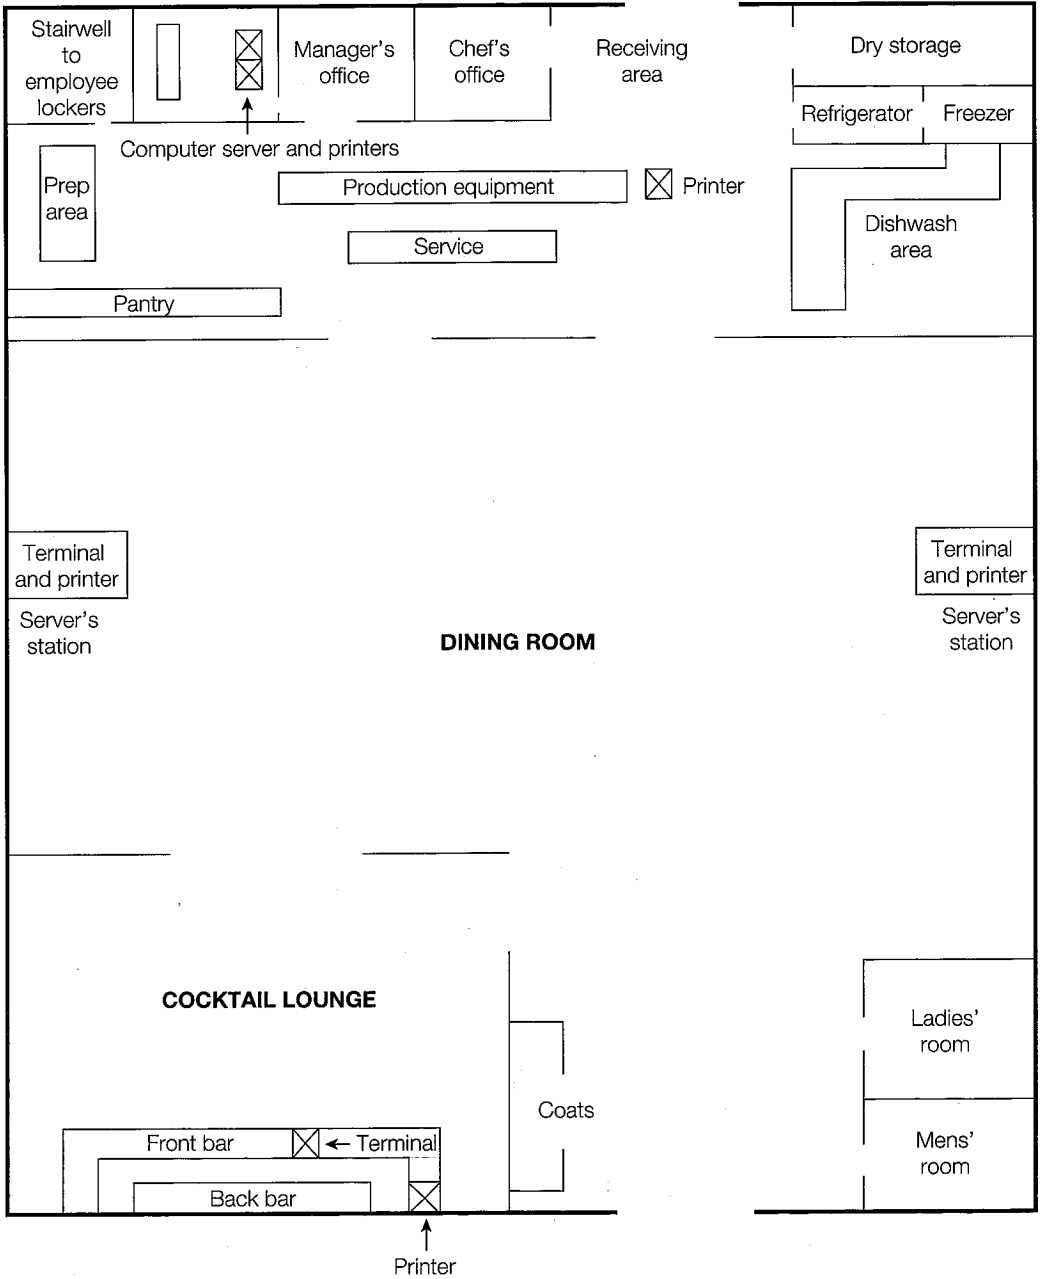 Stairwell
to
employee
lockers
Manager's
office
Chef's
office
Receiving
area
Dry storage
Refrigerator
Freezer
Computer server and printers
Prep
area
Production equipment
Printer
Service
Dishwash
area
Pantry
Terminal
and printer
Server's
station
Terminal
and printer
Server's
station
DINING ROOM
COCKTAIL LOUNGE
Ladies'
room
Coats
Front bar
Terminal
Mens'
room
Back bar
Printer